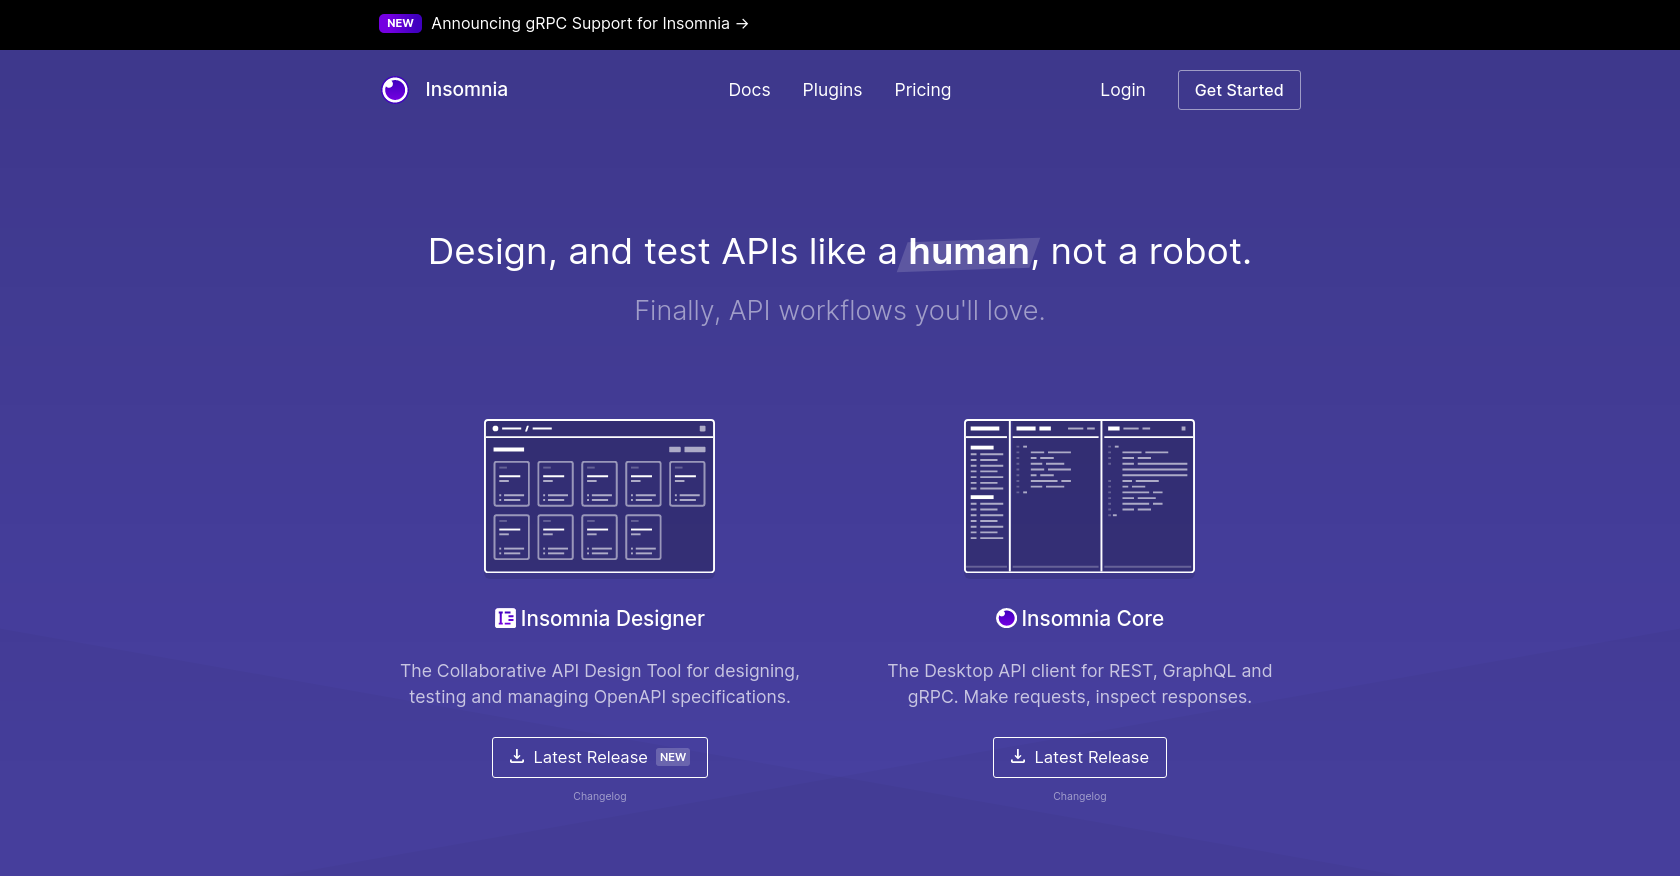 NEW Announcing gRPC Support for Insomnia →
Insomnia Docs Plugins Pricing Login Get Started
Design, and test APIs like a human, not a robot.
Finally, API workflows you'll love.
Insomnia Designer
The Collaborative API Design Tool for designing,
testing and managing OpenAPI specifications.
Latest Release NEW
Changelog
Insomnia Core
The Desktop API client for REST, GraphQL and
gRPC. Make requests, inspect responses.
Latest Release
Changelog